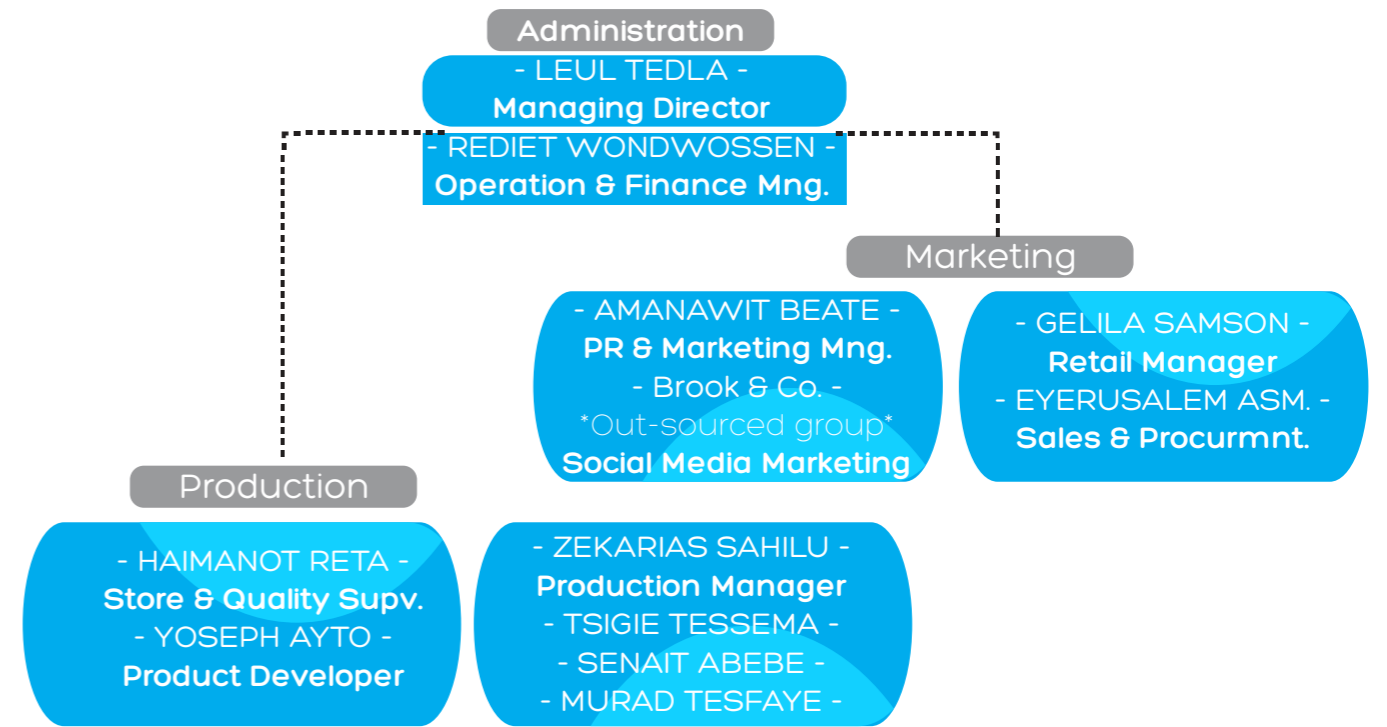 Administration
- LEUL TEDLA -
Managing Director
- REDIET WONDWOSSEN -
Operation & Finance Mng.
Marketing
- AMANAWIT BEATE -
PR & Marketing Mng.
- Brook & Co. -
*Out-sourced group*
Social Media Marketing
- GELILA SAMSON -
Retail Manager
- EYERUSALEM ASM. -
Sales & Procurmnt.
Production
- HAIMANOT RETA -
Store & Quality Supv.
- YOSEPH AYTO -
Product Developer
- ZEKARIAS SAHILU -
Production Manager
- TSIGIE TESSEMA -
- SENAIT ABEBE -
- MURAD TESFAYE -